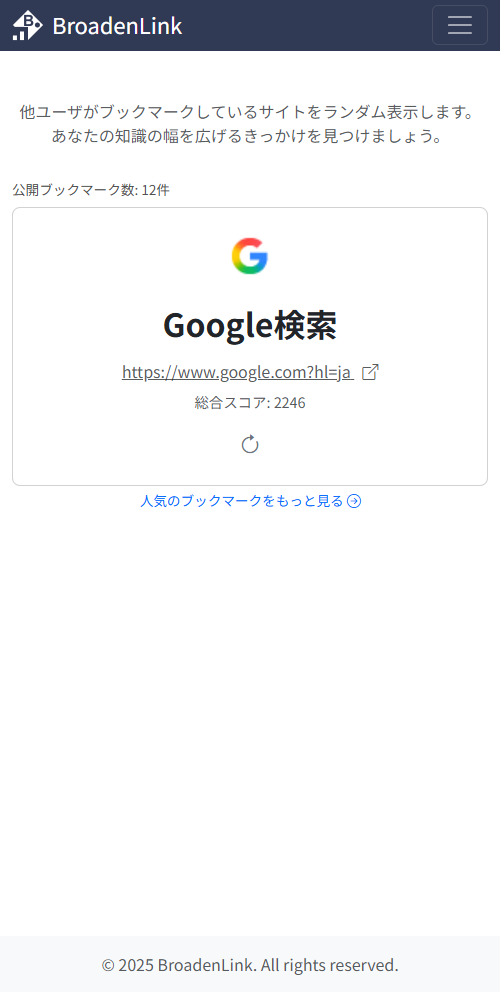 BroadenLink
他ユーザがブックマークしているサイトをランダム表示します。
あなたの知識の幅を広げるきっかけを見つけましょう。
公開ブックマーク数: 12件
Google検索
https://www.google.com?hl=ja
総合スコア: 2246
人気のブックマークをもっと見る
© 2025 BroadenLink. All rights reserved.